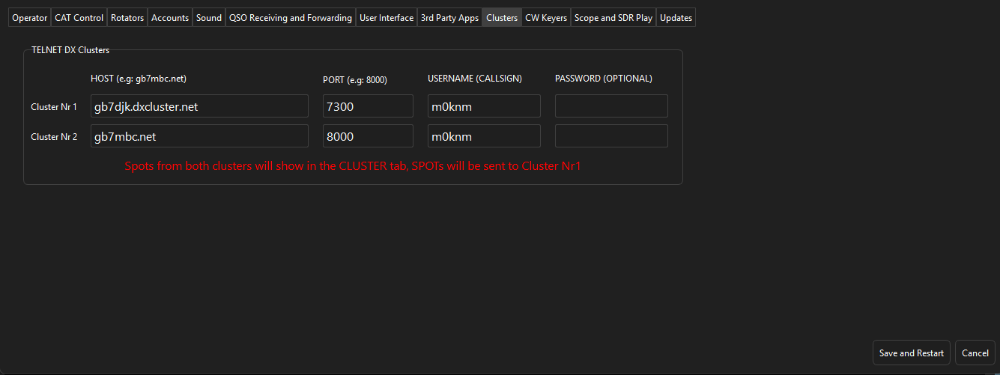 Operator CAT Control Rotators Accounts Sound QSO Receiving and Forwarding User Interface 3rd Party Apps Clusters CW Keyers Scope and SDR Play Updates
TELNET DX Clusters
HOST (e.g: gb7mbc.net) PORT (e.g: 8000) USERNAME (CALLSIGN) PASSWORD (OPTIONAL)
Cluster Nr 1 gb7djk.dxcluster.net 7300 m0knm
Cluster Nr 2 gb7mbc.net 8000 m0knm
Spots from both clusters will show in the CLUSTER tab, SPOTs will be sent to Cluster Nr1
Save and Restart Cancel